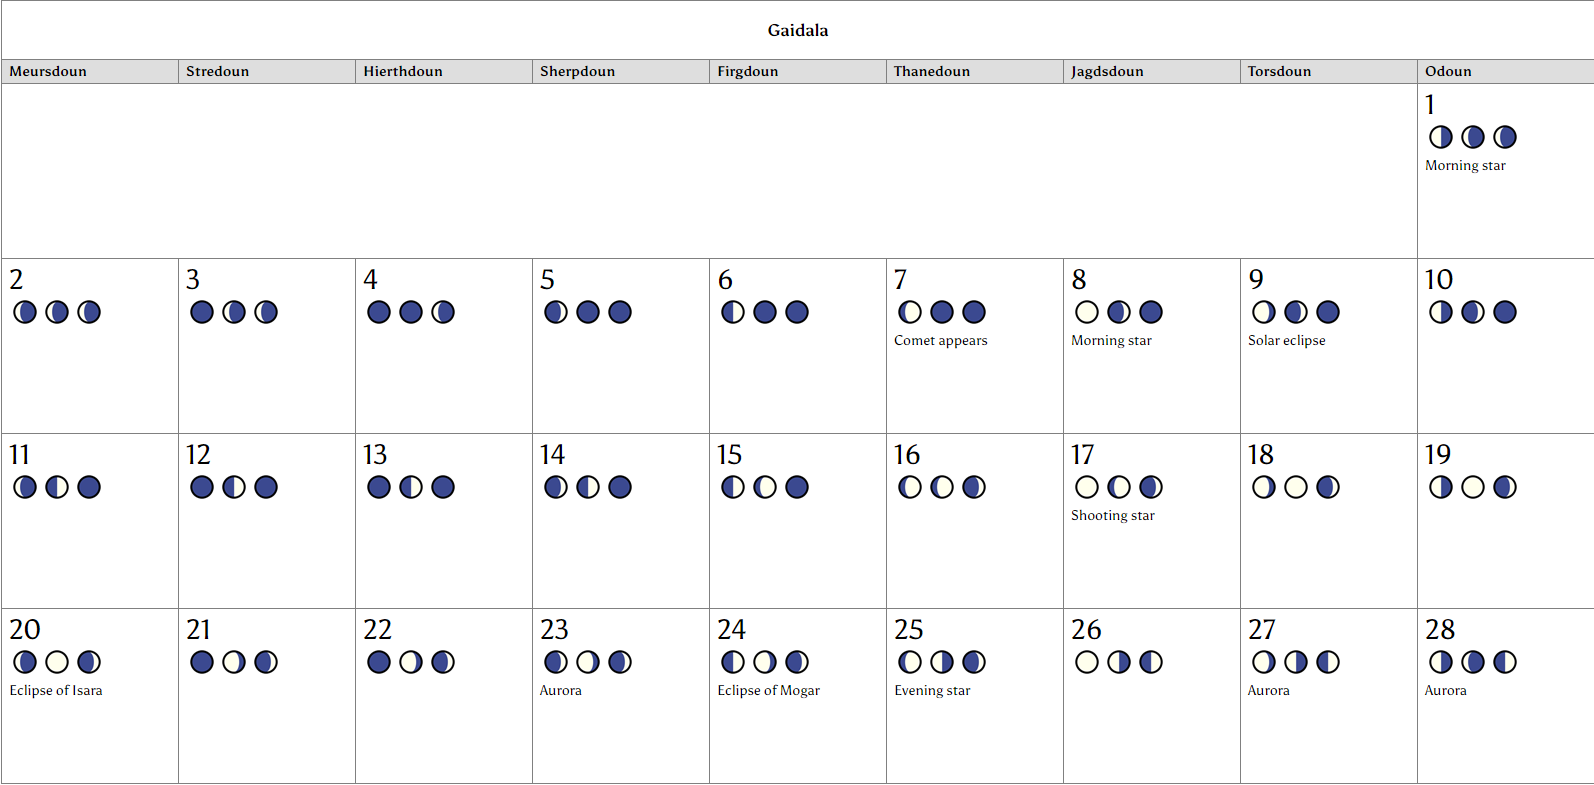 Gaidala
Meursdoun Stredoun Hierthdoun Sherpdoun Firgdoun Thanedoun Jagdsdoun Torsdoun Odoun
1
Morning star
2 3 4 5 6 7 8 9 10
Comet appears Morning star Solar eclipse
11 12 13 14 15 16 17 18 19
Shooting star
20 21 22 23 24 25 26 27 28
Eclipse of Isara Aurora Eclipse of Mogar Evening star Aurora Aurora